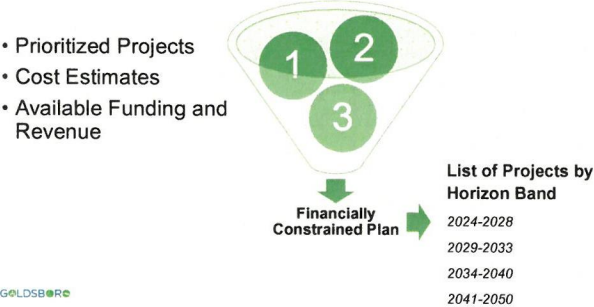 • Prioritized Projects
• Cost Estimates
• Available Funding and
Revenue
1
2
3
Financially
Constrained Plan
List of Projects by
Horizon Band
2024-2028
2029-2033
2034-2040
2041-2050
GOLDSBORO